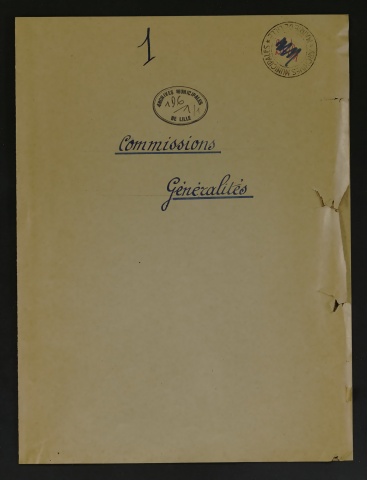 1
ARCHIVES MUNICIPALES
DE LILLE
Commissions
Généralités